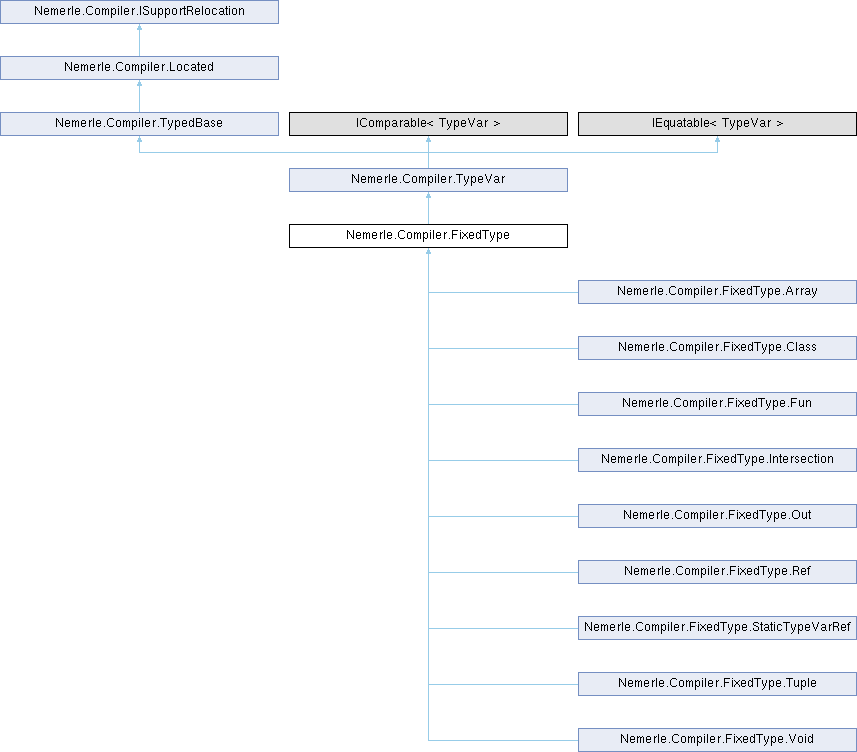 Nemerle.Compiler.ISupportRelocation
Nemerle.Compiler.Located
Nemerle.Compiler.TypedBase
IComparable< TypeVar >
IEquatable< TypeVar >
Nemerle.Compiler.TypeVar
Nemerle.Compiler.FixedType
Nemerle.Compiler.FixedType.Array
Nemerle.Compiler.FixedType.Class
Nemerle.Compiler.FixedType.Fun
Nemerle.Compiler.FixedType.Intersection
Nemerle.Compiler.FixedType.Out
Nemerle.Compiler.FixedType.Ref
Nemerle.Compiler.FixedType.StaticTypeVarRef
Nemerle.Compiler.FixedType.Tuple
Nemerle.Compiler.FixedType.Void